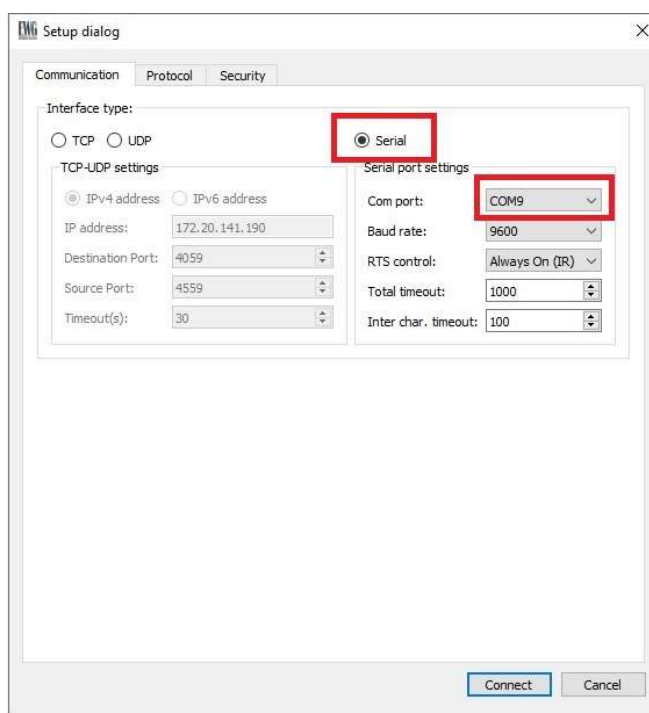 EWG Setup dialog
Communication Protocol Security
Interface type:
TCP UDP Serial
TCP-UDP settings Serial port settings
IPv4 address IPv6 address Com port: COM9
IP address: 172.20.141.190 Baud rate: 9600
Destination Port: 4059 RTS control: Always On (IR)
Source Port: 4559 Total timeout: 1000
Timeout(s): 30 Inter char. timeout: 100
Connect Cancel